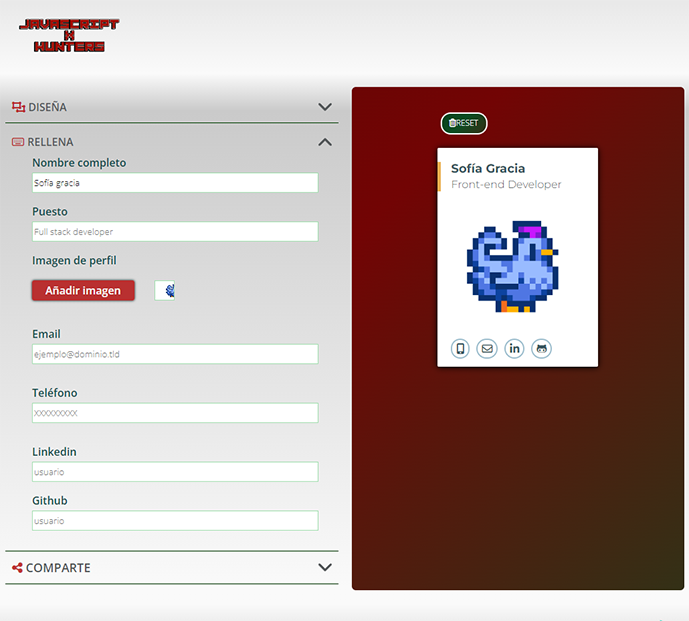 JAVASCRIPT
X
HUNTERS
DISEÑA
RELLENA
Nombre completo
Sofía gracia
Puesto
Full stack developer
Imagen de perfil
Añadir imagen
Email
ejemplo@dominio.tld
Teléfono
XXXXXXXXX
Linkedin
usuario
Github
usuario
COMPARTE
RESET
Sofía Gracia
Front-end Developer
in